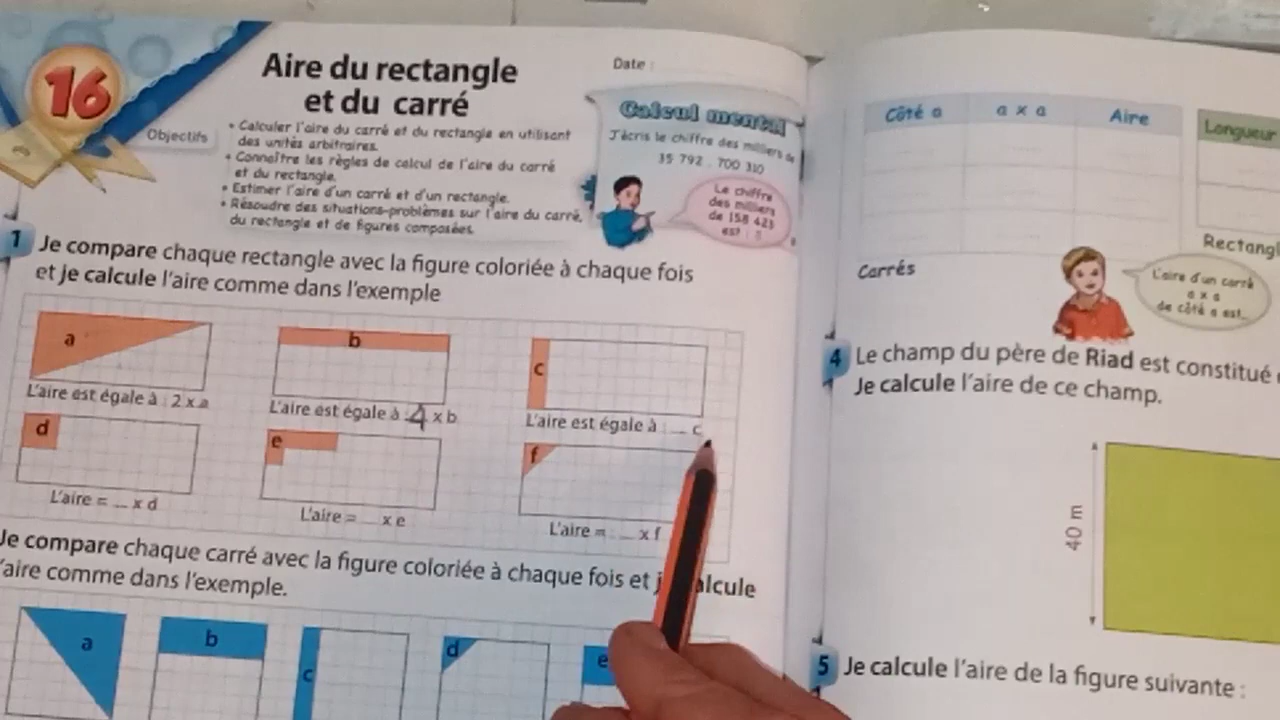 16
Aire du rectangle
et du carré
Date :
Objectifs
• Calculer l'aire du carré et du rectangle en utilisant
des unités arbitraires.
• Connaître les règles de calcul de l'aire du carré
et du rectangle.
• Estimer l'aire d'un carré et d'un rectangle.
• Résoudre des situations-problèmes sur l'aire du carré,
du rectangle et de figures composées.
Calcul mental
J'écris le chiffre des milliers de
35 792 . 700 310
Le chiffre
des milliers
de 158 423
est :
1 Je compare chaque rectangle avec la figure coloriée à chaque fois
et je calcule l'aire comme dans l'exemple
a
b
c
L'aire est égale à : 2 x a
L'aire est égale à : 4 x b
L'aire est égale à : ... c
d
e
f
L'aire = ... x d
L'aire = ... x e
L'aire = ... x f
Je compare chaque carré avec la figure coloriée à chaque fois et
'aire comme dans l'exemple.
a
b
c
d
e
Côté a
a x a
Aire
Longueur
Carrés
L'aire d'un carré
a x a
de côté a est...
4 Le champ du père de Riad est constitué
Je calcule l'aire de ce champ.
40 m
5 Je calcule l'aire de la figure suivante :